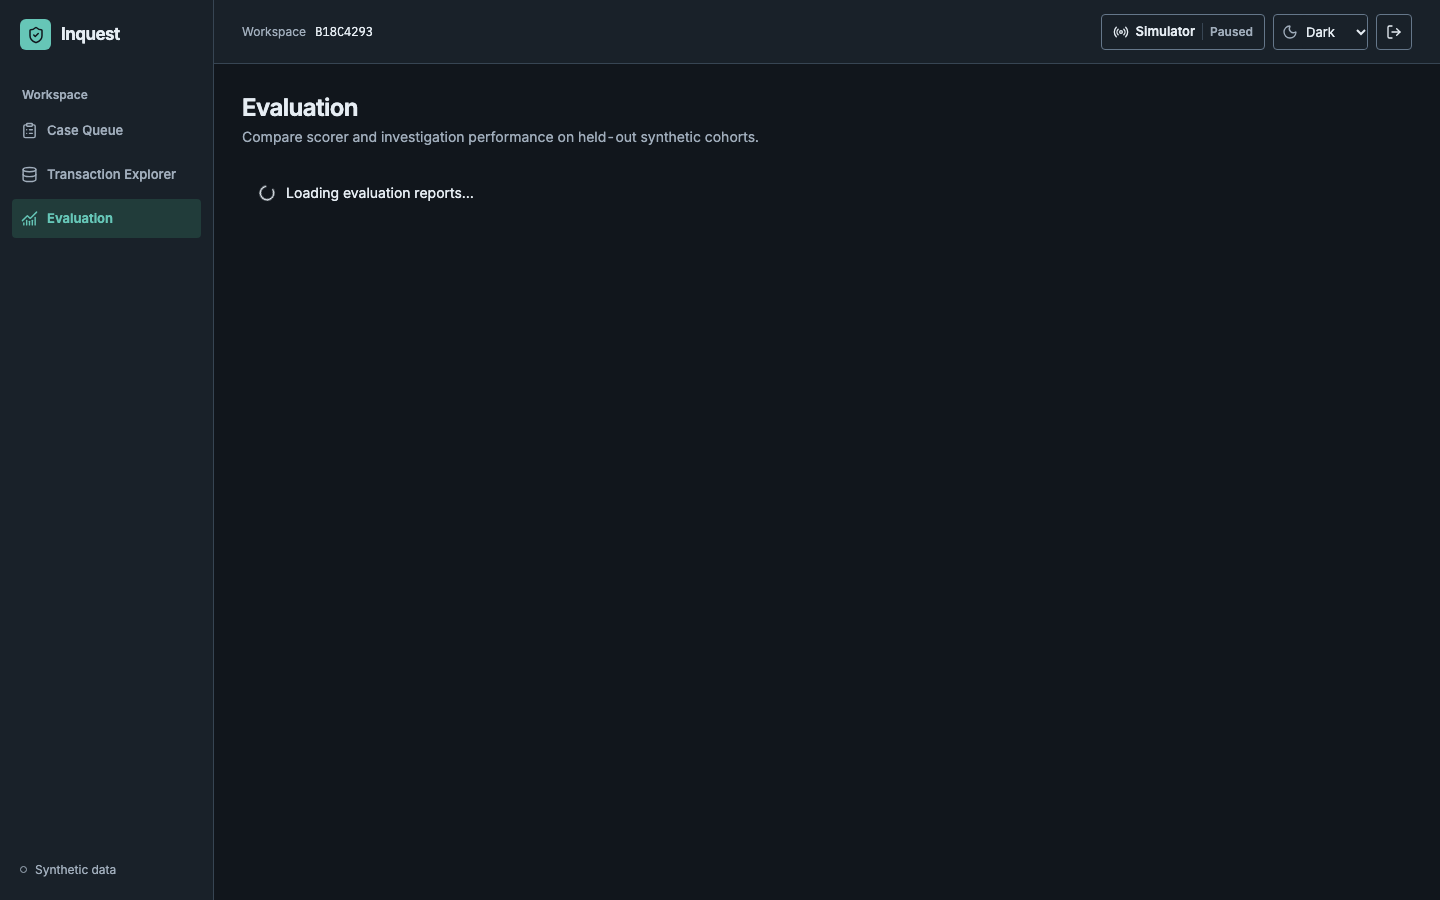 Inquest
Workspace
Case Queue
Transaction Explorer
Evaluation
Synthetic data
Workspace B18C4293
Simulator Paused
Dark
Evaluation
Compare scorer and investigation performance on held-out synthetic cohorts.
Loading evaluation reports...